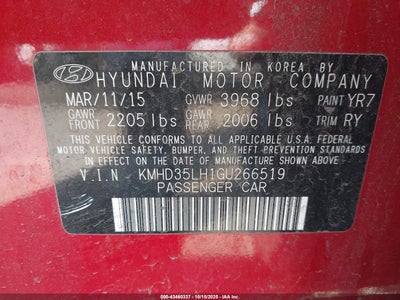 MANUFACTURED IN KOREA BY
HYUNDAI MOTOR COMPANY
MAR/11/15 GVWR 3968 lbs PAINT YR7
GAWR FRONT 2205 lbs GAWR REAR 2006 lbs TRIM RY
THIS VEHICLE CONFORMS TO ALL APPLICABLE U.S.A. FEDERAL
MOTOR VEHICLE SAFETY, BUMPER, AND THEFT PREVENTION
STANDARDS IN EFFECT ON THE DATE OF MANUFACTURE SHOWN ABOVE.
V.I.N - KMHD35LH1GU266519
PASSENGER CAR
000-43460337 - 10/15/2025 - IAAI.COM